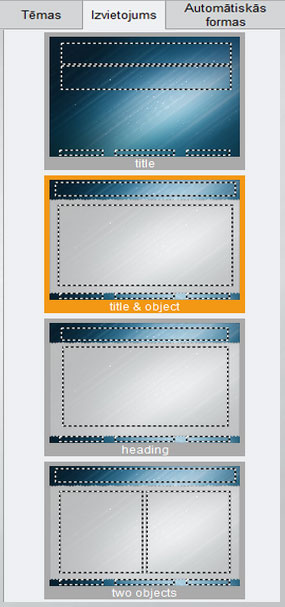 Tēmas
Izvietojums
Automātiskās
formas
title
title & object
heading
two objects